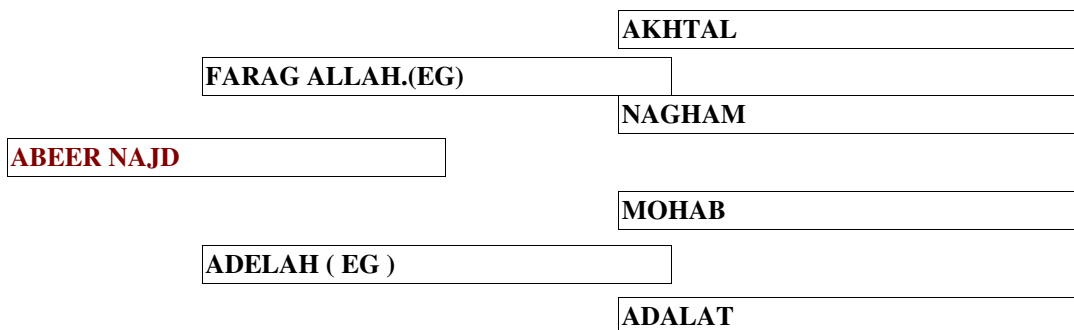 AKHTAL
FARAG ALLAH.(EG)
NAGHAM
ABEER NAJD
MOHAB
ADELAH ( EG )
ADALAT